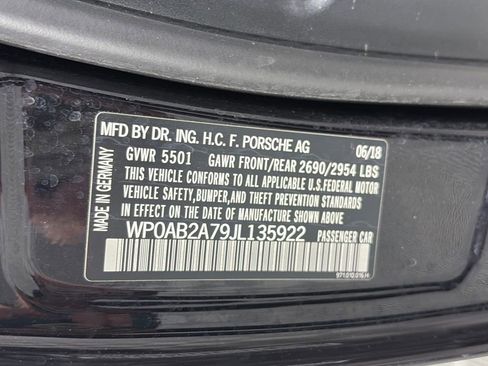 MFD BY DR. ING. H.C. F. PORSCHE AG 06/18
GVWR 5501 GAWR FRONT/REAR 2690/2954 LBS
THIS VEHICLE CONFORMS TO ALL APPLICABLE U.S. FEDERAL MOTOR
VEHICLE SAFETY, BUMPER, AND THEFT PREVENTION STANDARDS
IN EFFECT ON THE DATE OF MANUFACTURE SHOWN ABOVE.
WP0AB2A79JL135922 PASSENGER CAR
MADE IN GERMANY